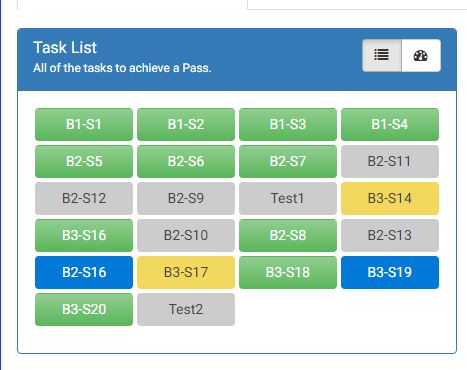 Task List
All of the tasks to achieve a Pass.
B1-S1 B1-S2 B1-S3 B1-S4
B2-S5 B2-S6 B2-S7 B2-S11
B2-S12 B2-S9 Test1 B3-S14
B3-S16 B2-S10 B2-S8 B2-S13
B2-S16 B3-S17 B3-S18 B3-S19
B3-S20 Test2